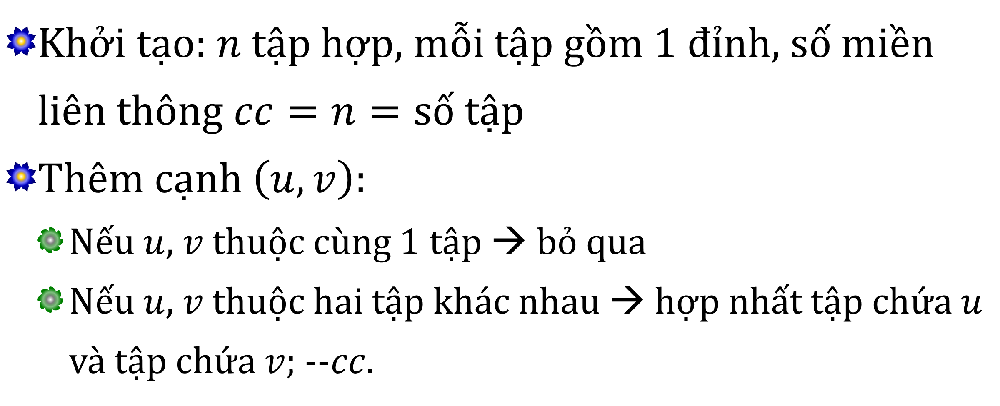 Khởi tạo: n tập hợp, mỗi tập gồm 1 đỉnh, số miền
liên thông cc = n = số tập
Thêm cạnh (u, v):
Nếu u, v thuộc cùng 1 tập → bỏ qua
Nếu u, v thuộc hai tập khác nhau → hợp nhất tập chứa u
và tập chứa v; --cc.